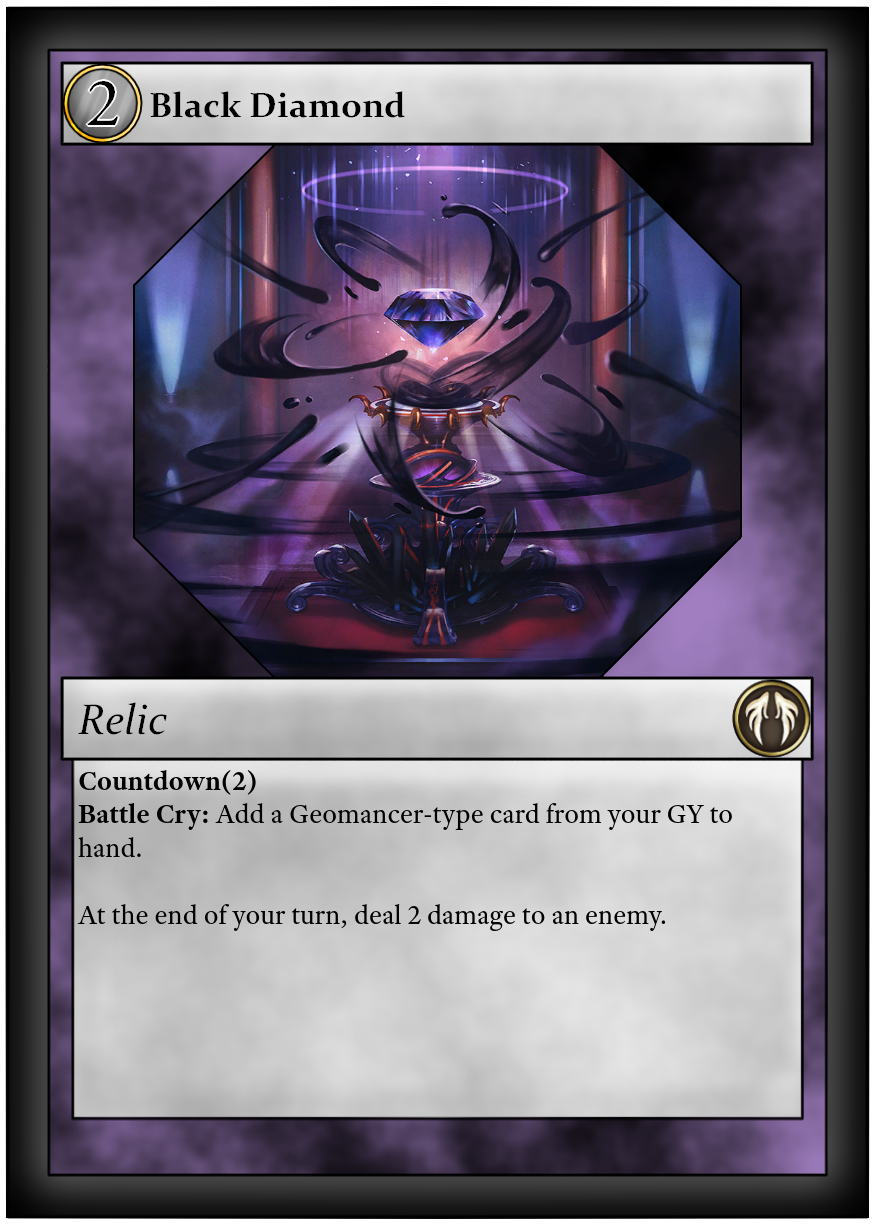 2
Black Diamond
Relic
Countdown(2)
Battle Cry: Add a Geomancer-type card from your GY to
hand.
At the end of your turn, deal 2 damage to an enemy.